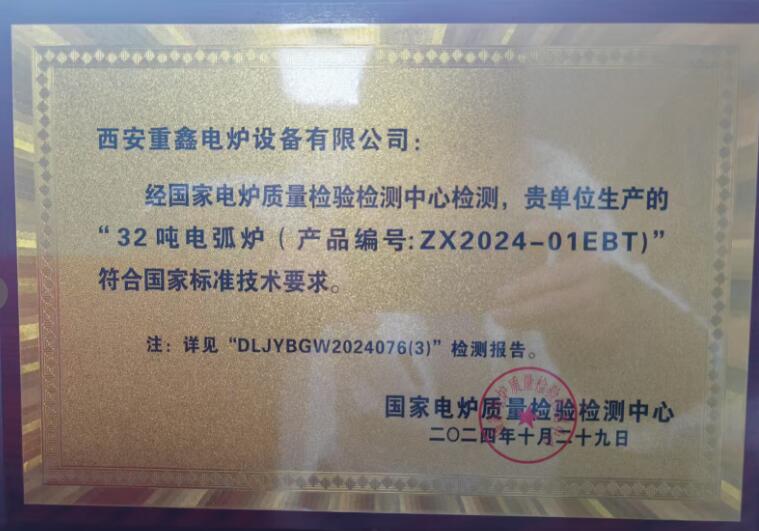 西安重鑫电炉设备有限公司：
经国家电炉质量检验检测中心检测，贵单位生产的
“32吨电弧炉（产品编号:ZX2024-01EBT)”
符合国家标准技术要求。
注：详见“DLJYBGW2024076(3)”检测报告。
国家电炉质量检验检测中心
二〇二四年十月二十九日